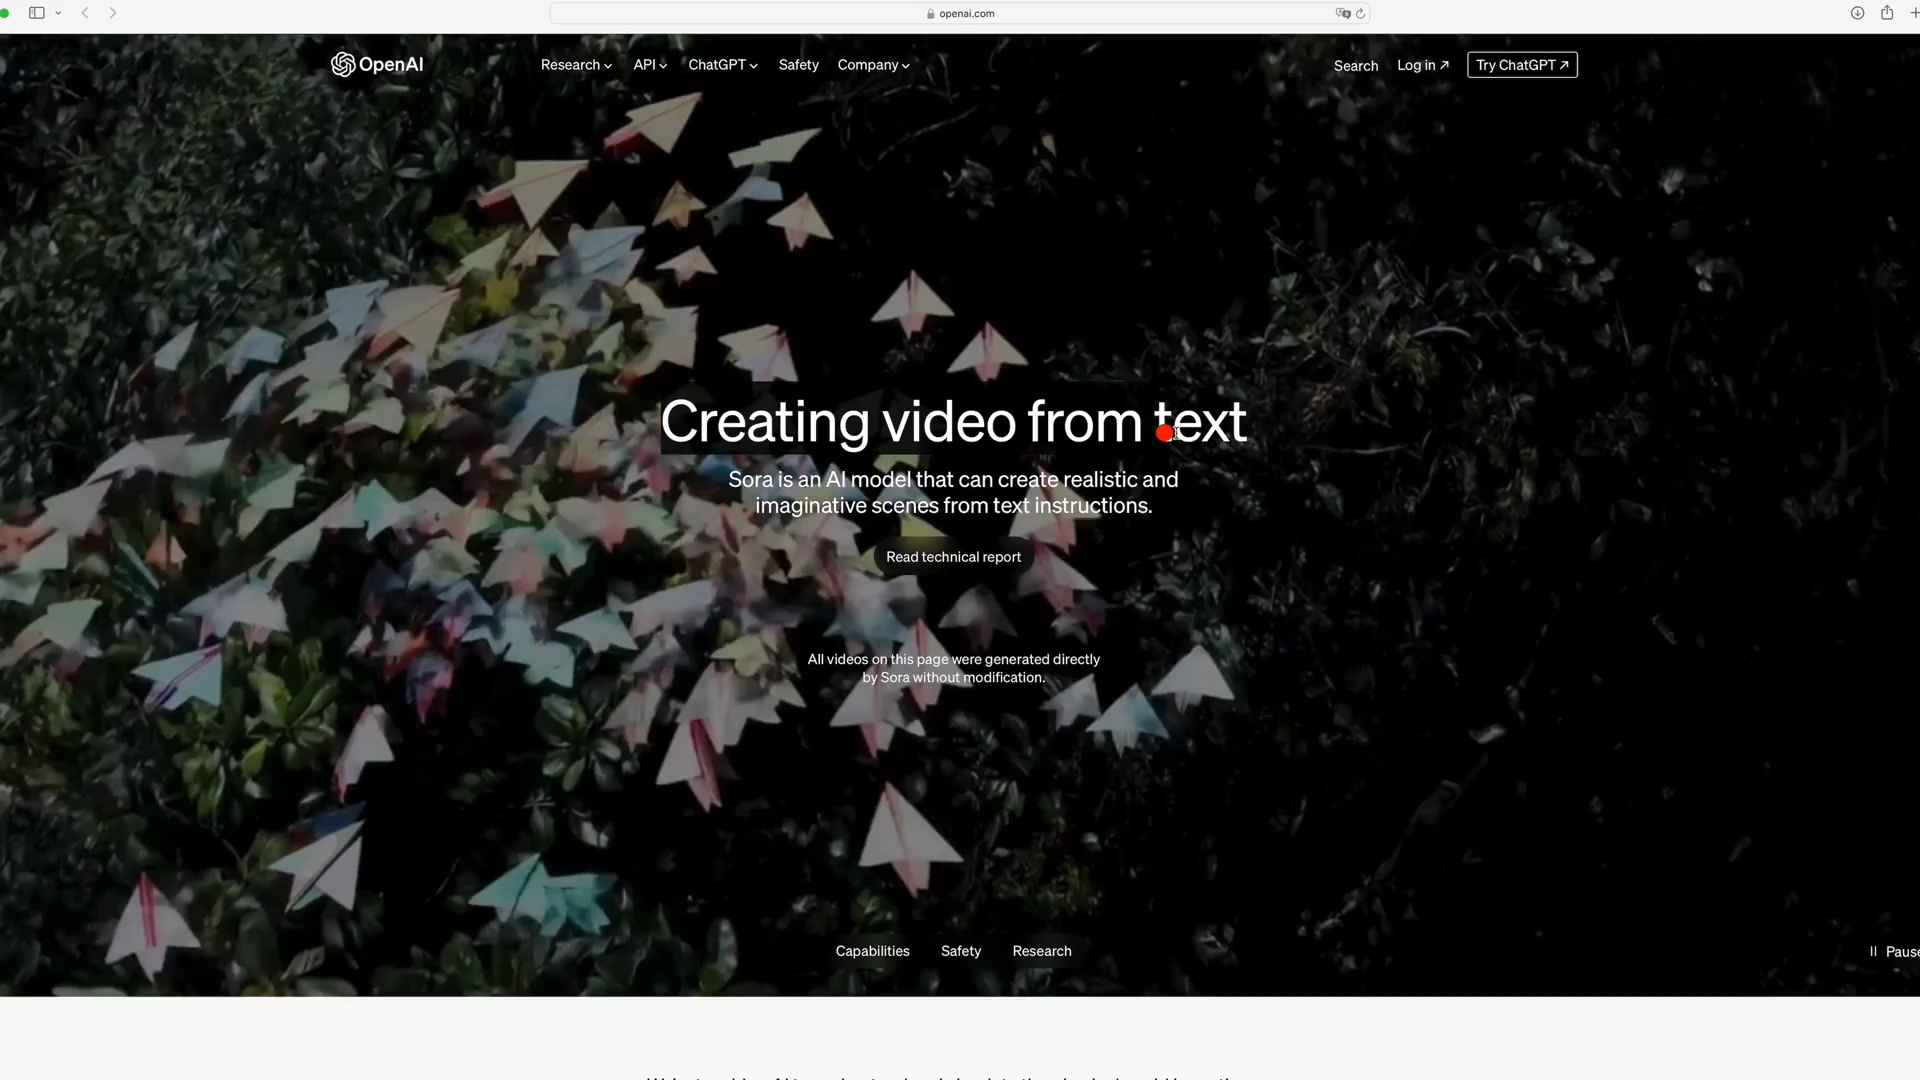 openai.com
OpenAI
Research
API
ChatGPT
Safety
Company
Search
Log in ↗
Try ChatGPT ↗
Creating video from text
Sora is an AI model that can create realistic and
imaginative scenes from text instructions.
Read technical report
All videos on this page were generated directly
by Sora without modification.
Capabilities
Safety
Research
Pause